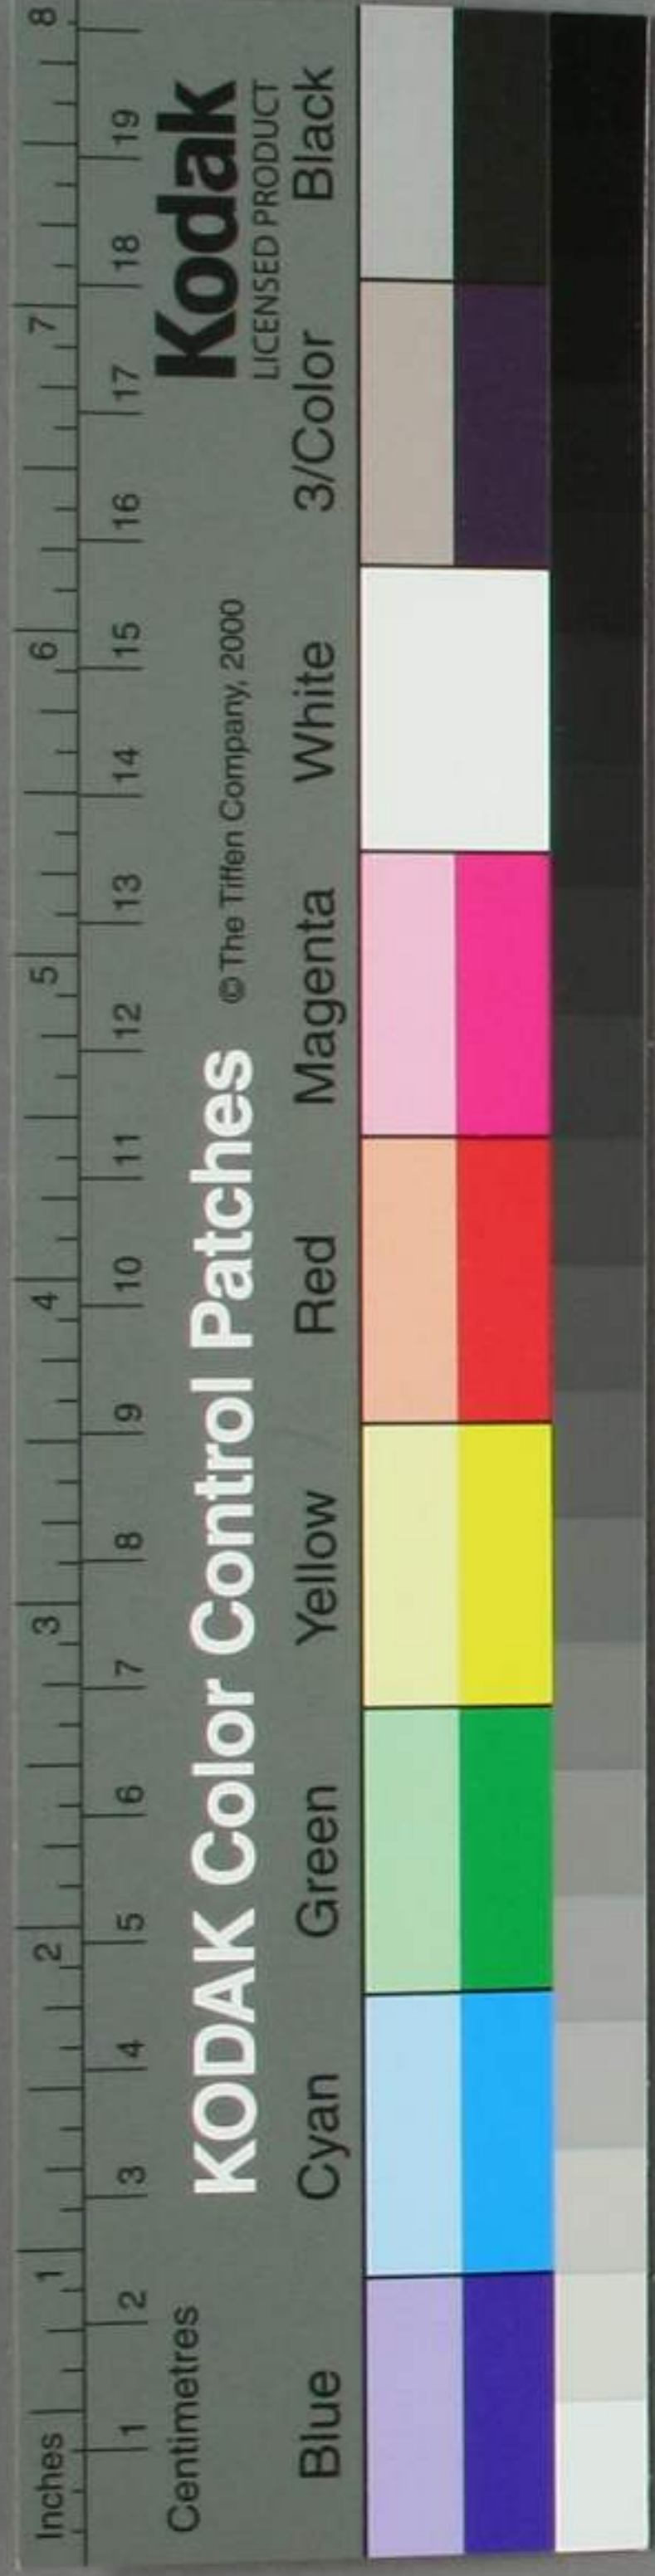 Inches 1 2 3 4 5 6 7 8
1 2 3 4 5 6 7 8 9 10 11 12 13 14 15 16 17 18 19
Centimetres
KODAK Color Control Patches © The Tiffen Company, 2000 Kodak
LICENSED PRODUCT
Blue Cyan Green Yellow Red Magenta White 3/Color Black